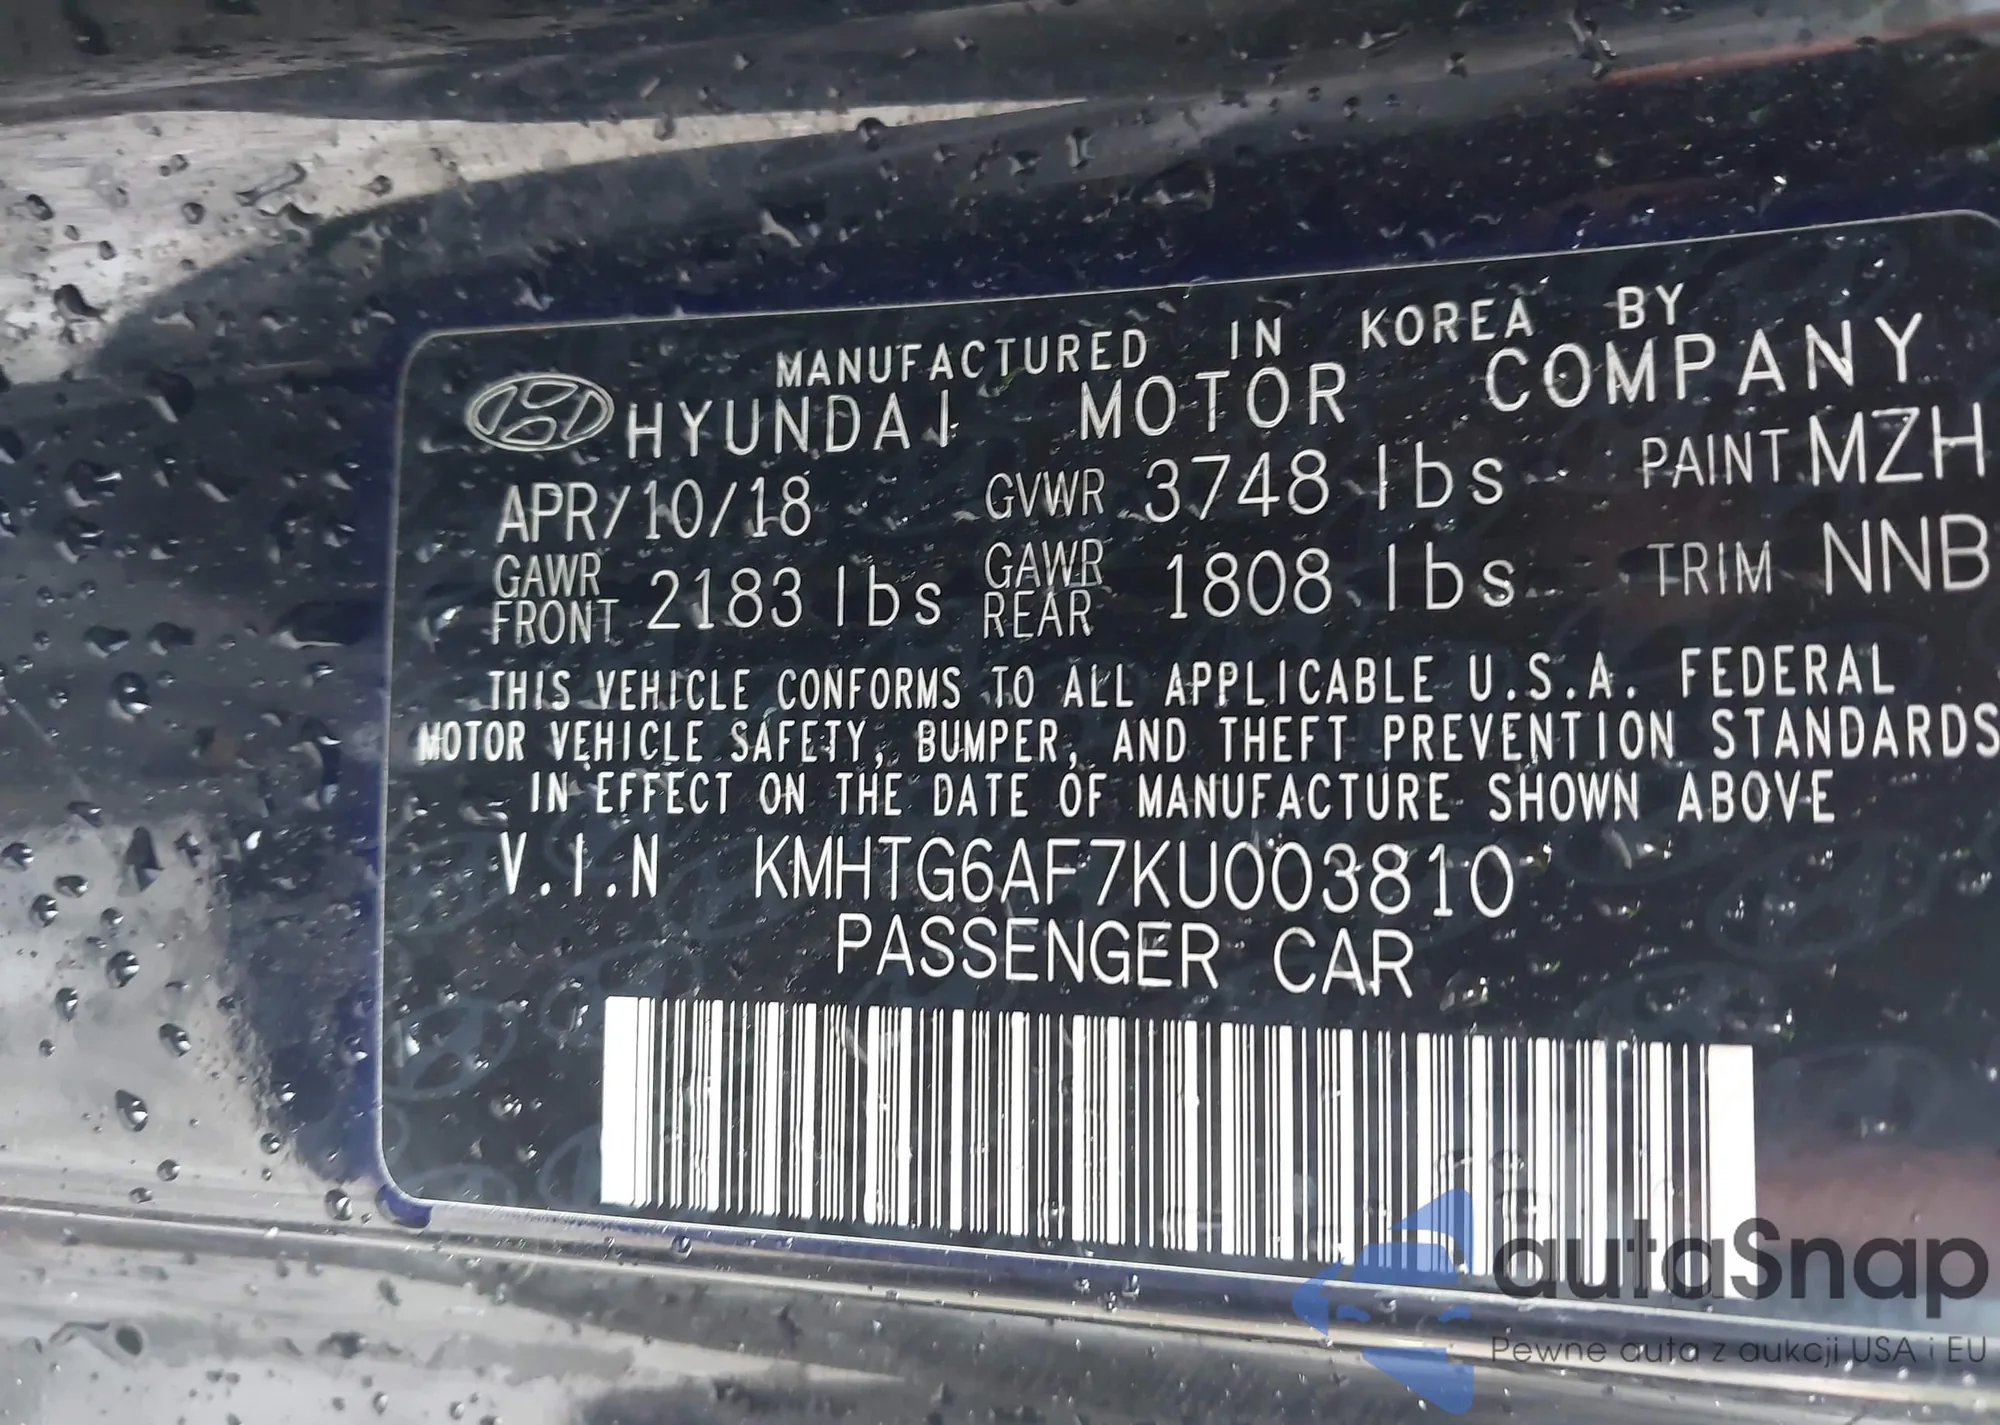 MANUFACTURED IN KOREA BY
HYUNDAI MOTOR COMPANY
APR/10/18 GVWR 3748 lbs PAINT MZH
GAWR FRONT 2183 lbs GAWR REAR 1808 lbs TRIM NNB
THIS VEHICLE CONFORMS TO ALL APPLICABLE U.S.A. FEDERAL
MOTOR VEHICLE SAFETY, BUMPER, AND THEFT PREVENTION STANDARDS
IN EFFECT ON THE DATE OF MANUFACTURE SHOWN ABOVE
V.I.N KMHTG6AF7KU003810
PASSENGER CAR
autaSnap
Pewne auta z aukcji USA i EU